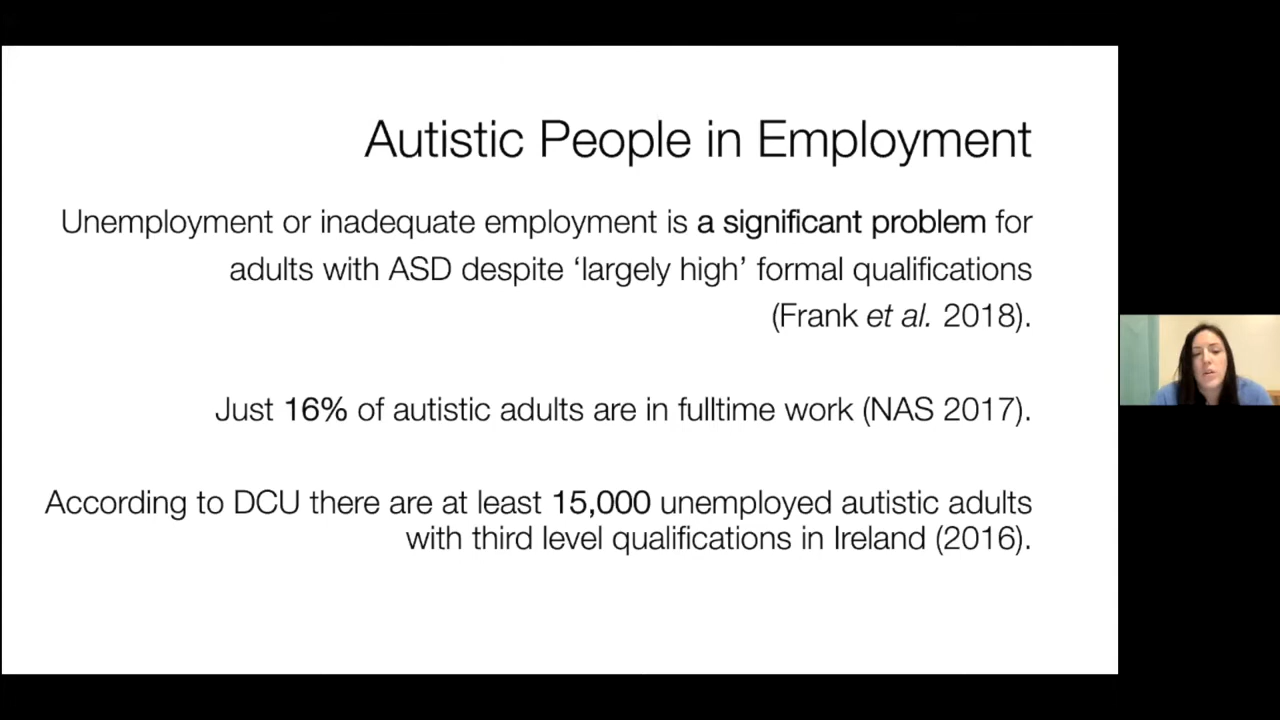 Autistic People in Employment
Unemployment or inadequate employment is a significant problem for
adults with ASD despite ‘largely high’ formal qualifications
(Frank et al. 2018).
Just 16% of autistic adults are in fulltime work (NAS 2017).
According to DCU there are at least 15,000 unemployed autistic adults
with third level qualifications in Ireland (2016).